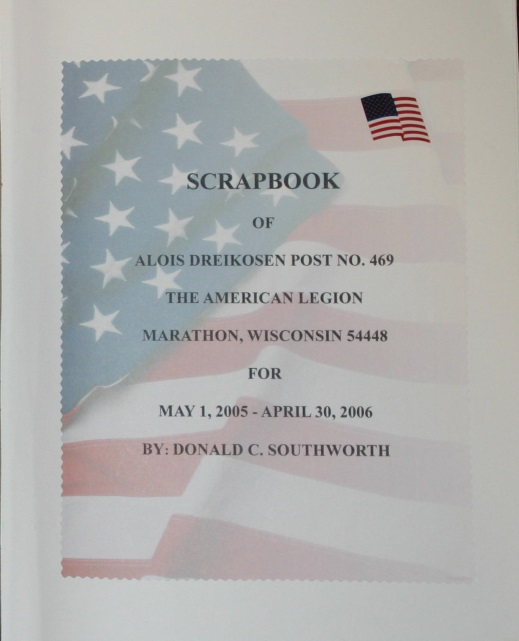 SCRAPBOOK
OF
ALOIS DREIKOSEN POST NO. 469
THE AMERICAN LEGION
MARATHON, WISCONSIN 54448
FOR
MAY 1, 2005 - APRIL 30, 2006
BY: DONALD C. SOUTHWORTH